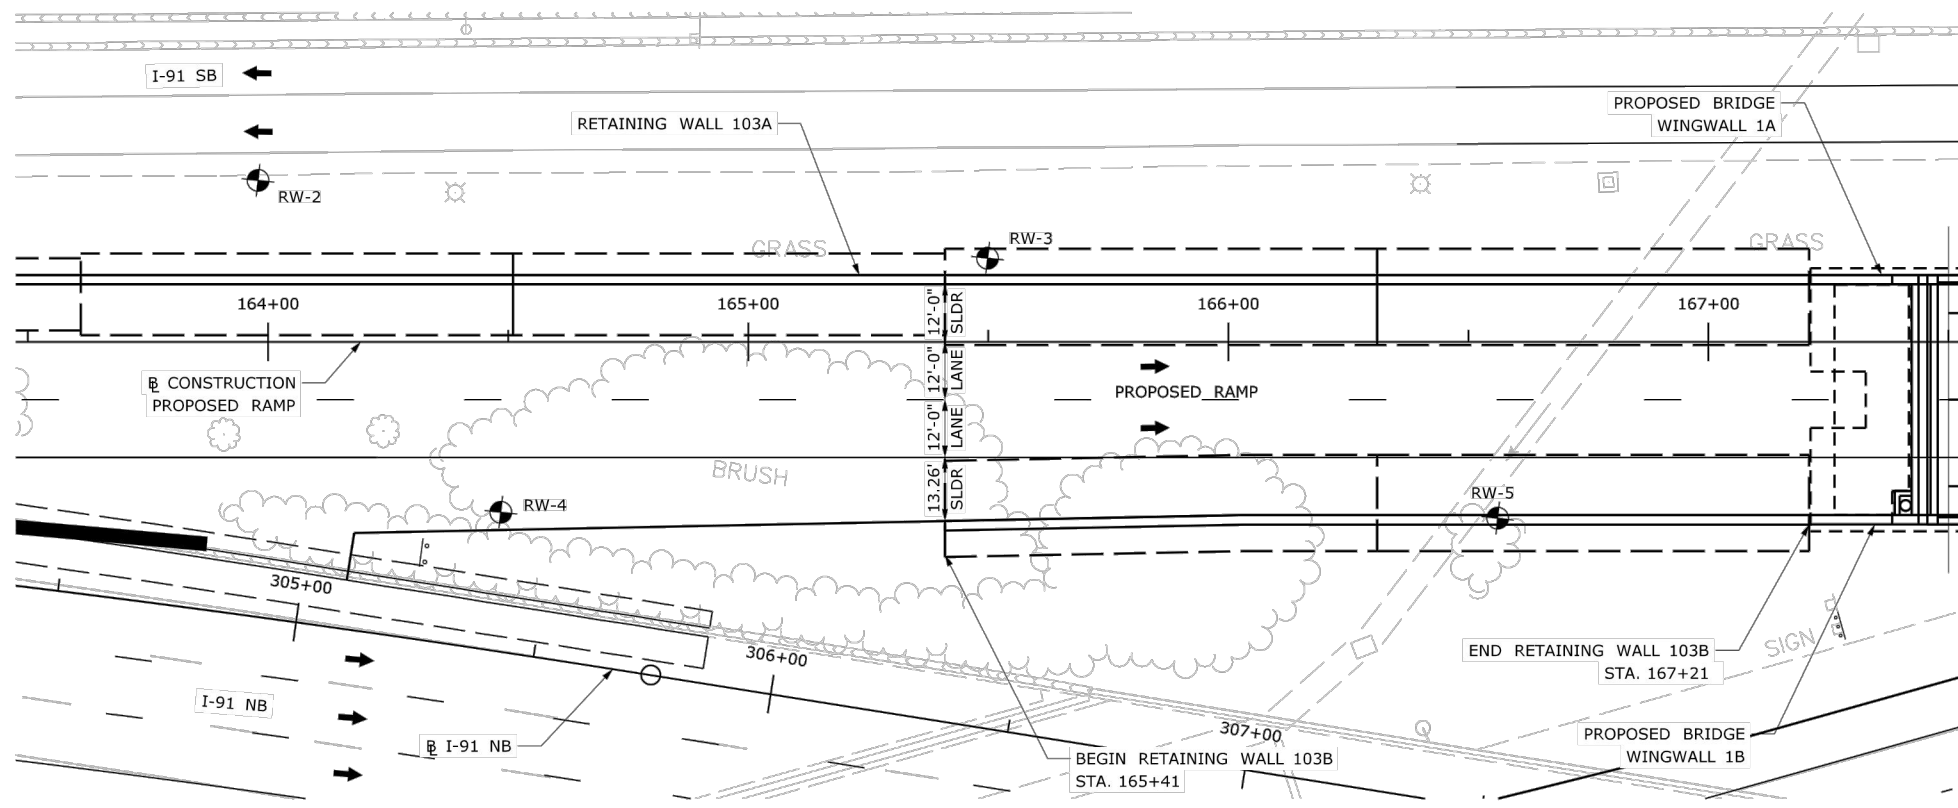 I-91 SB
RETAINING WALL 103A
PROPOSED BRIDGE
WINGWALL 1A
RW-2
RW-3
GRASS
GRASS
164+00
165+00
166+00
167+00
12'-0"
SLDR
12'-0"
LANE
12'-0"
LANE
13.26'
SLDR
BL CONSTRUCTION
PROPOSED RAMP
PROPOSED RAMP
BRUSH
RW-4
RW-5
305+00
306+00
307+00
I-91 NB
BL I-91 NB
SIGN
END RETAINING WALL 103B
STA. 167+21
BEGIN RETAINING WALL 103B
STA. 165+41
PROPOSED BRIDGE
WINGWALL 1B